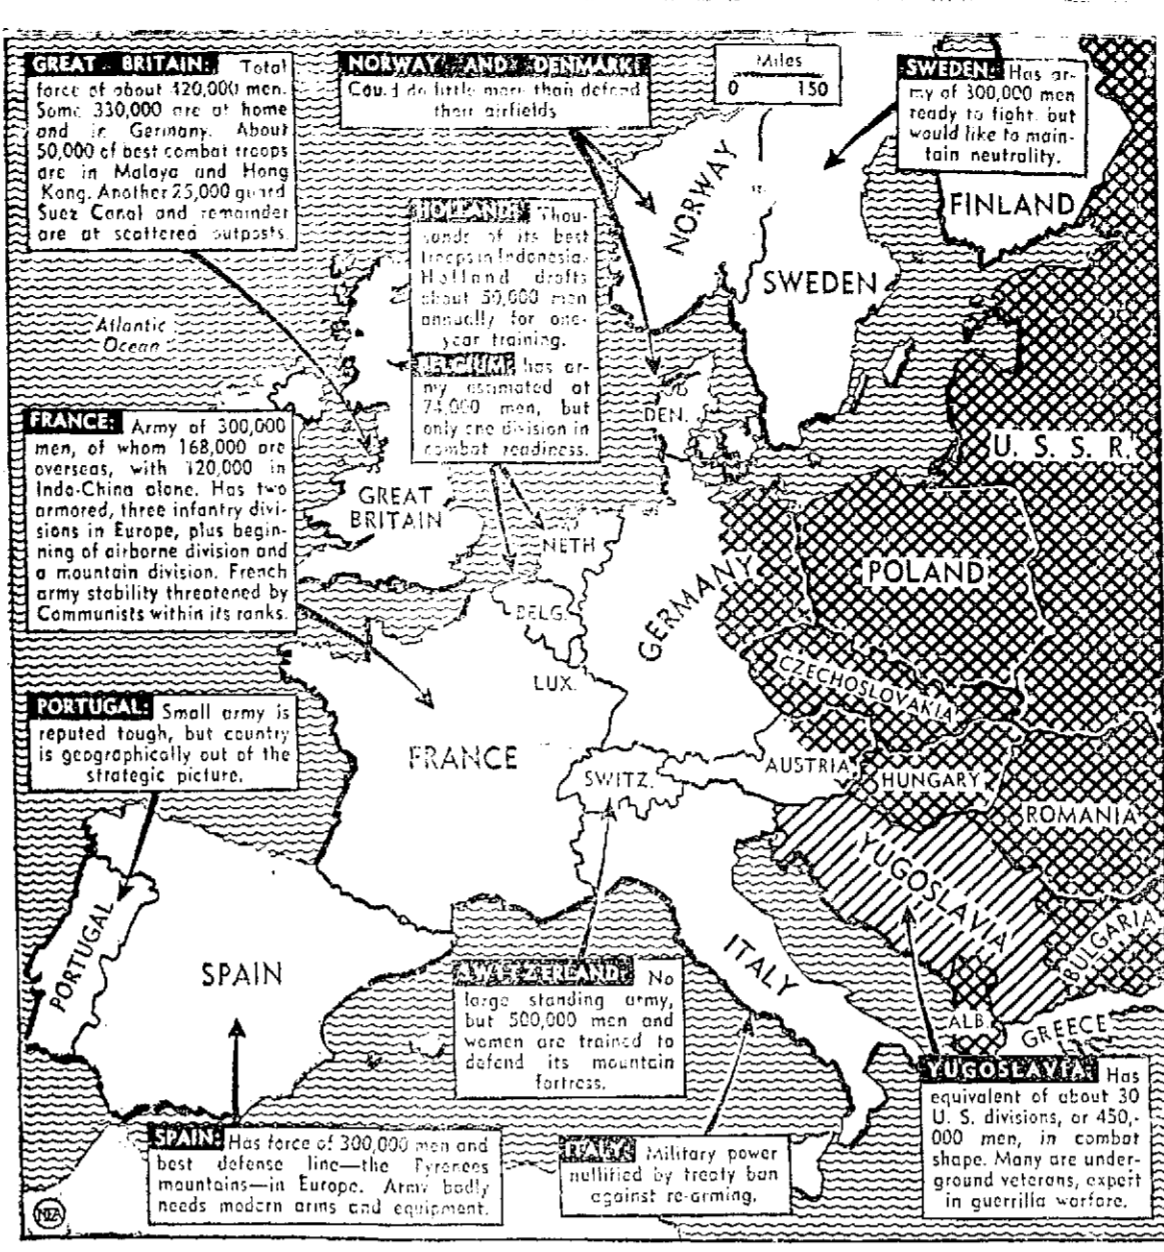 GREAT BRITAIN: Total
force of about 420,000 men.
Some 330,000 are at home
and in Germany. About
50,000 of best combat troops
are in Malaya and Hong
Kong. Another 25,000 guard
Suez Canal and remainder
are at scattered outposts.
NORWAY AND DENMARK:
Could do little more than defend
their airfields
Miles
0 150
SWEDEN: Has ar-
my of 300,000 men
ready to fight but
would like to main-
tain neutrality.
HOLLAND: Thou-
sands of its best
troops in Indonesia.
Holland drafts
about 50,000 men
annually for one-
year training.
BELGIUM: has ar-
my estimated at
74,000 men, but
only one division in
combat readiness.
NORWAY
SWEDEN
FINLAND
Atlantic
Ocean
DEN.
U. S. S. R.
FRANCE: Army of 300,000
men, of whom 168,000 are
overseas, with 120,000 in
Indo-China alone. Has two
armored, three infantry divi-
sions in Europe, plus begin-
ning of airborne division and
a mountain division. French
army stability threatened by
Communists within its ranks.
GREAT
BRITAIN
NETH
BELG.
LUX.
GERMANY
POLAND
CZECHOSLOVAKIA
PORTUGAL: Small army is
reputed tough, but country
is geographically out of the
strategic picture.
FRANCE
SWITZ.
AUSTRIA
HUNGARY
ROMANIA
YUGOSLAVIA
BULGARIA
PORTUGAL
SPAIN
ITALY
ALB.
GREECE
SWITZERLAND: No
large standing army,
but 500,000 men and
women are trained to
defend its mountain
fortress.
YUGOSLAVIA: Has
equivalent of about 30
U. S. divisions, or 450,-
000 men, in combat
shape. Many are under-
ground veterans, expert
in guerrilla warfare.
SPAIN: Has force of 300,000 men and
best defense line—the Pyrenees
mountains—in Europe. Army badly
needs modern arms and equipment.
ITALY: Military power
nullified by treaty ban
against re-arming.
NEA